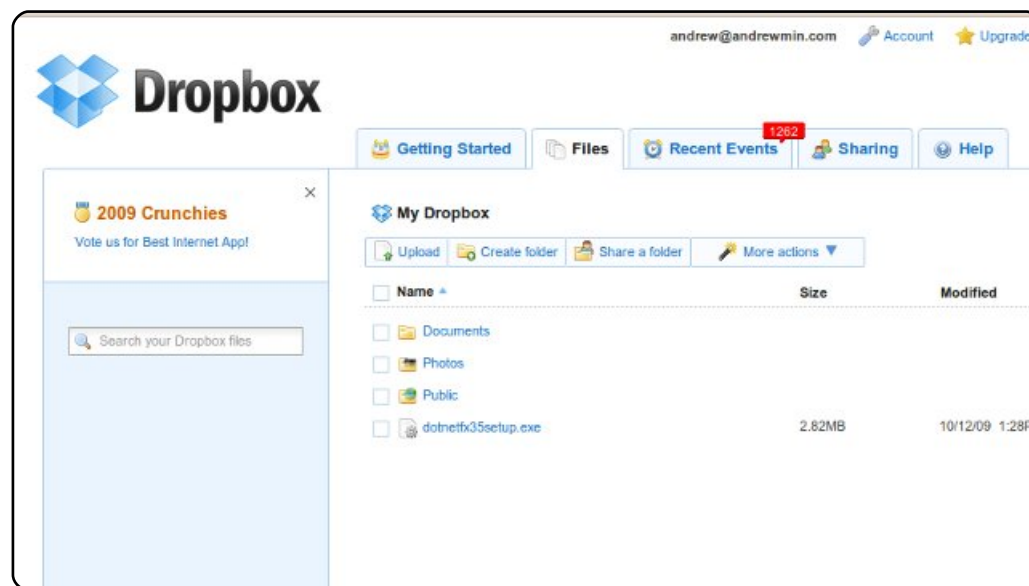 andrew@andrewmin.com Account Upgrade
Dropbox
1262
Getting Started Files Recent Events Sharing Help
2009 Crunchies
Vote us for Best Internet App!
My Dropbox
Upload Create folder Share a folder More actions
Name Size Modified
Search your Dropbox files
Documents
Photos
Public
dotnetfx35setup.exe 2.82MB 10/12/09 1:28P